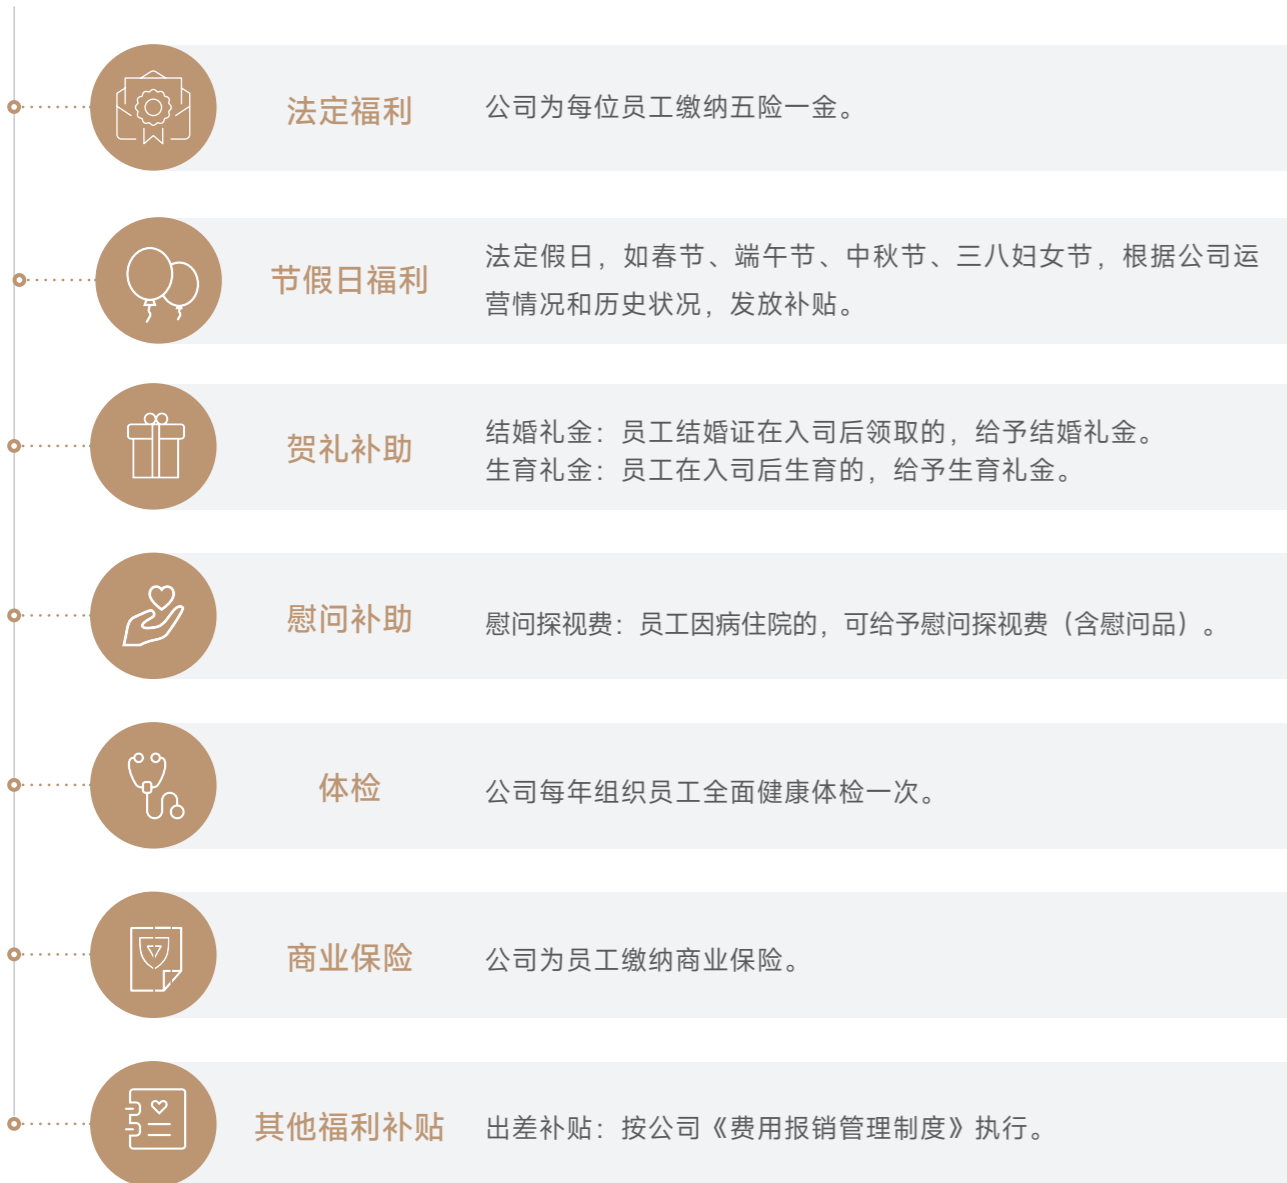 法定福利
公司为每位员工缴纳五险一金。
节假日福利
法定假日，如春节、端午节、中秋节、三八妇女节，根据公司运
营情况和历史状况，发放补贴。
贺礼补助
结婚礼金：员工结婚证在入司后领取的，给予结婚礼金。
生育礼金：员工在入司后生育的，给予生育礼金。
慰问补助
慰问探视费：员工因病住院的，可给予慰问探视费（含慰问品）。
体检
公司每年组织员工全面健康体检一次。
商业保险
公司为员工缴纳商业保险。
其他福利补贴
出差补贴：按公司《费用报销管理制度》执行。